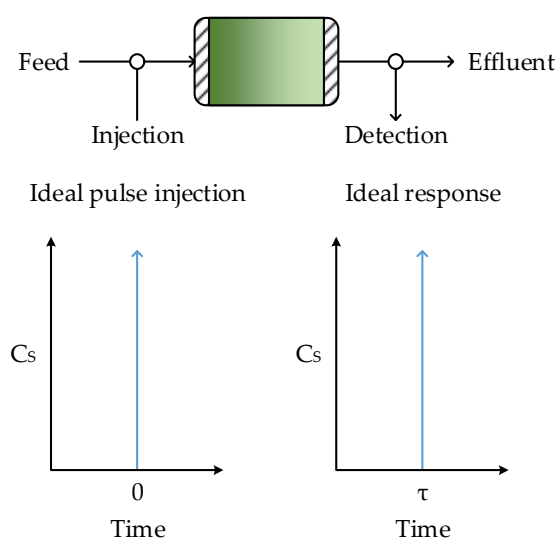 Feed
Effluent
Injection
Detection
Ideal pulse injection
Ideal response
Cs
Cs
0
τ
Time
Time